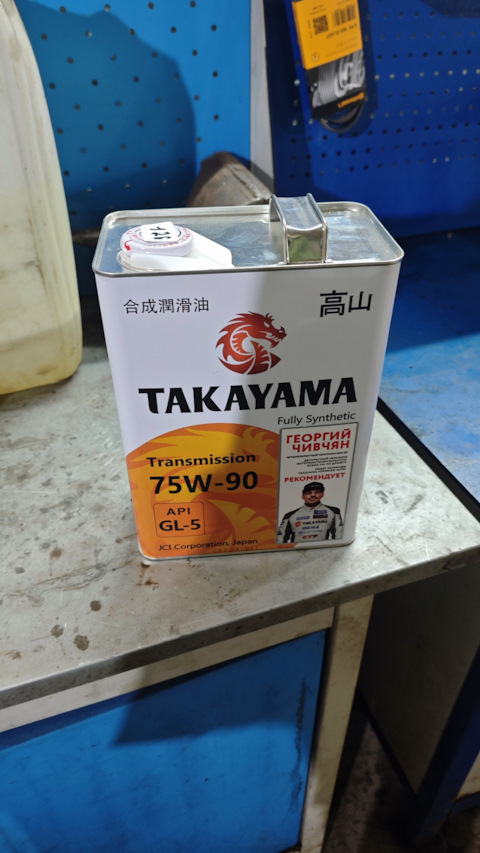 合成潤滑油
高山
TAKAYAMA
Fully Synthetic
Transmission
75W-90
API
GL-5
JCI Corporation, Japan
ГЕОРГИЙ
ЧИВЧЯН
РЕКОМЕНДУЕТ
TAKAYAMA